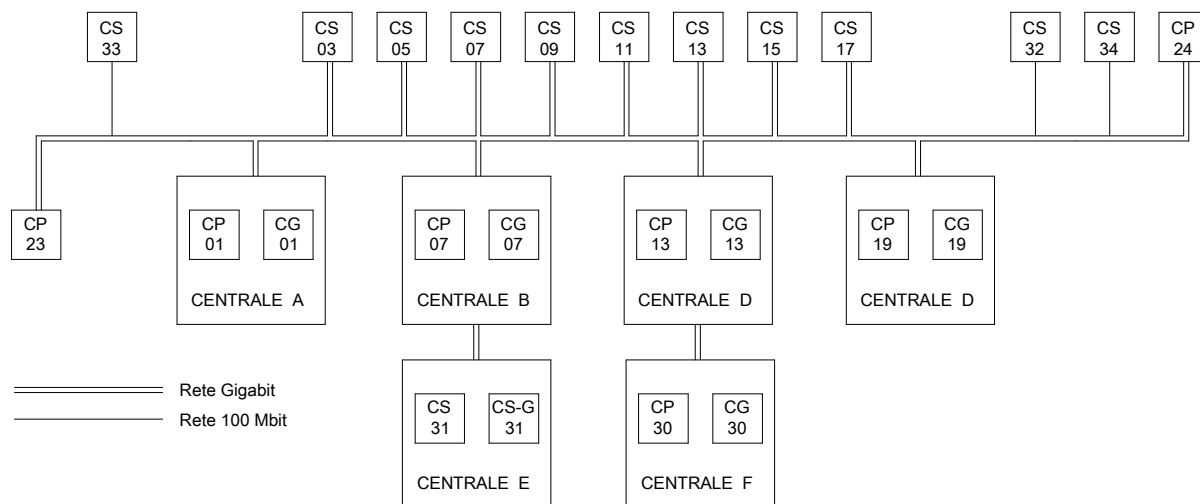 CS
33
CS
03
CS
05
CS
07
CS
09
CS
11
CS
13
CS
15
CS
17
CS
32
CS
34
CP
24
CP
23
CP
01
CG
01
CENTRALE A
CP
07
CG
07
CENTRALE B
CP
13
CG
13
CENTRALE D
CP
19
CG
19
CENTRALE D
Rete Gigabit
Rete 100 Mbit
CS
31
CS-G
31
CENTRALE E
CP
30
CG
30
CENTRALE F